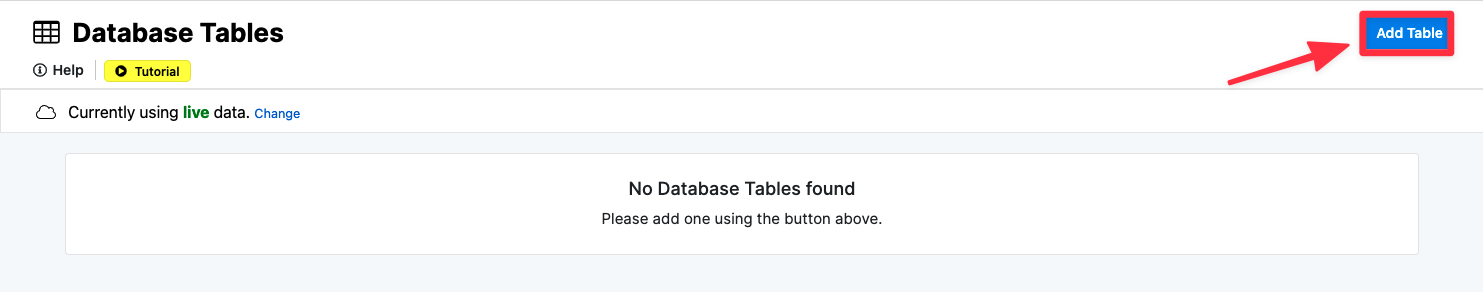 Database Tables
Add Table
Help
Tutorial
Currently using live data. Change
No Database Tables found
Please add one using the button above.